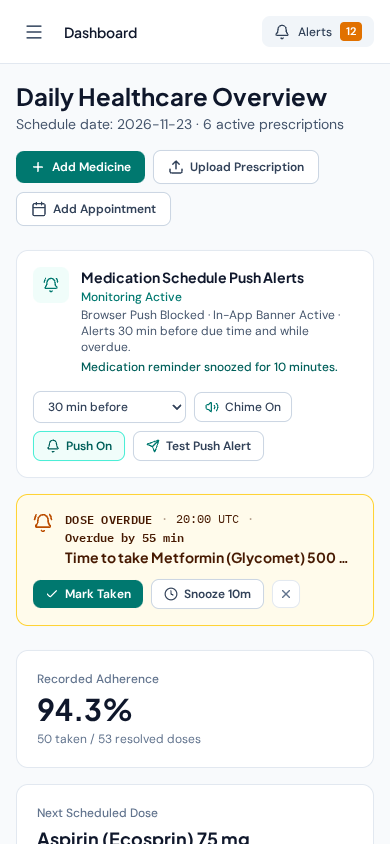 Dashboard
Alerts 12
Daily Healthcare Overview
Schedule date: 2026-11-23 · 6 active prescriptions
Add Medicine
Upload Prescription
Add Appointment
Medication Schedule Push Alerts
Monitoring Active
Browser Push Blocked · In-App Banner Active ·
Alerts 30 min before due time and while
overdue.
Medication reminder snoozed for 10 minutes.
30 min before
Chime On
Push On
Test Push Alert
DOSE OVERDUE · 20:00 UTC ·
Overdue by 55 min
Time to take Metformin (Glycomet) 500 ...
Mark Taken
Snooze 10m
Recorded Adherence
94.3%
50 taken / 53 resolved doses
Next Scheduled Dose
Aspirin (Ecosprin) 75 mg